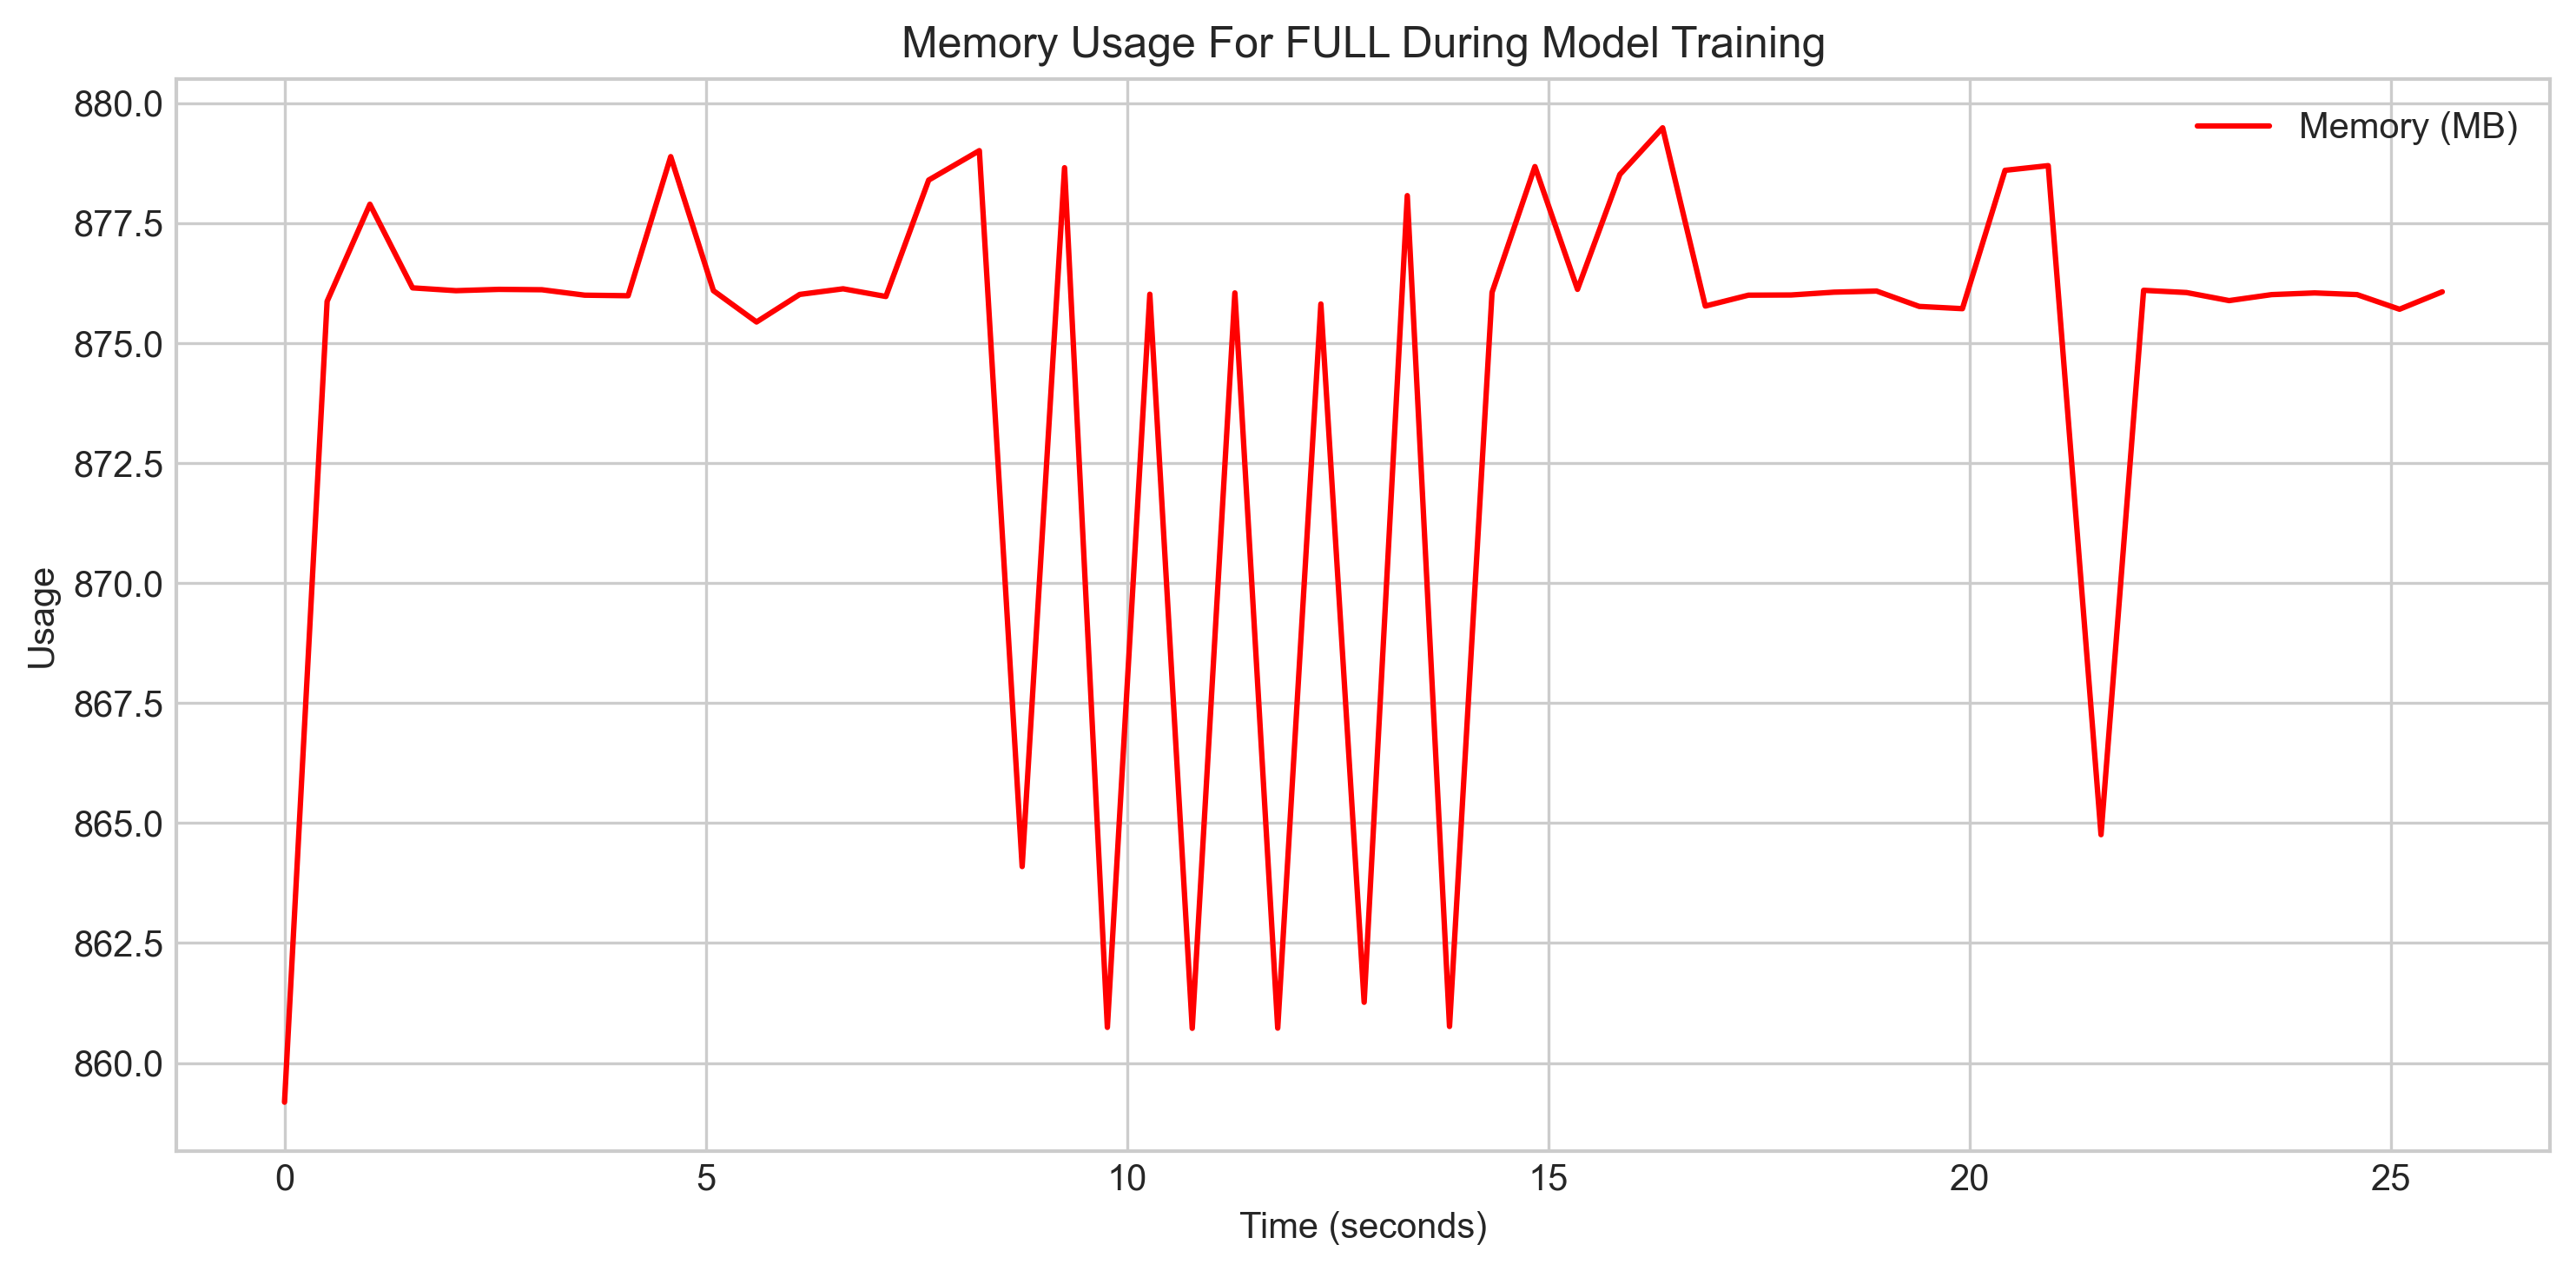 Memory Usage For FULL During Model Training
Memory (MB)
Usage
880.0
877.5
875.0
872.5
870.0
867.5
865.0
862.5
860.0
0 5 10 15 20 25
Time (seconds)